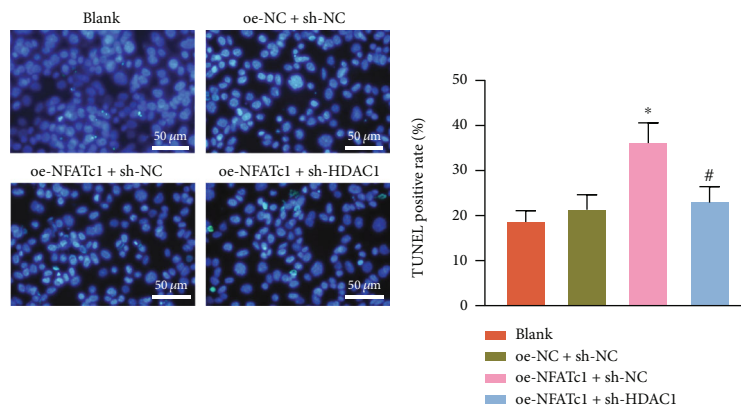 Blank
oe-NC + sh-NC
50 µm
50 µm
oe-NFATc1 + sh-NC
oe-NFATc1 + sh-HDAC1
50 µm
50 µm
TUNEL positive rate (%)
50
40
30
20
10
0
*
#
Blank
oe-NC + sh-NC
oe-NFATc1 + sh-NC
oe-NFATc1 + sh-HDAC1